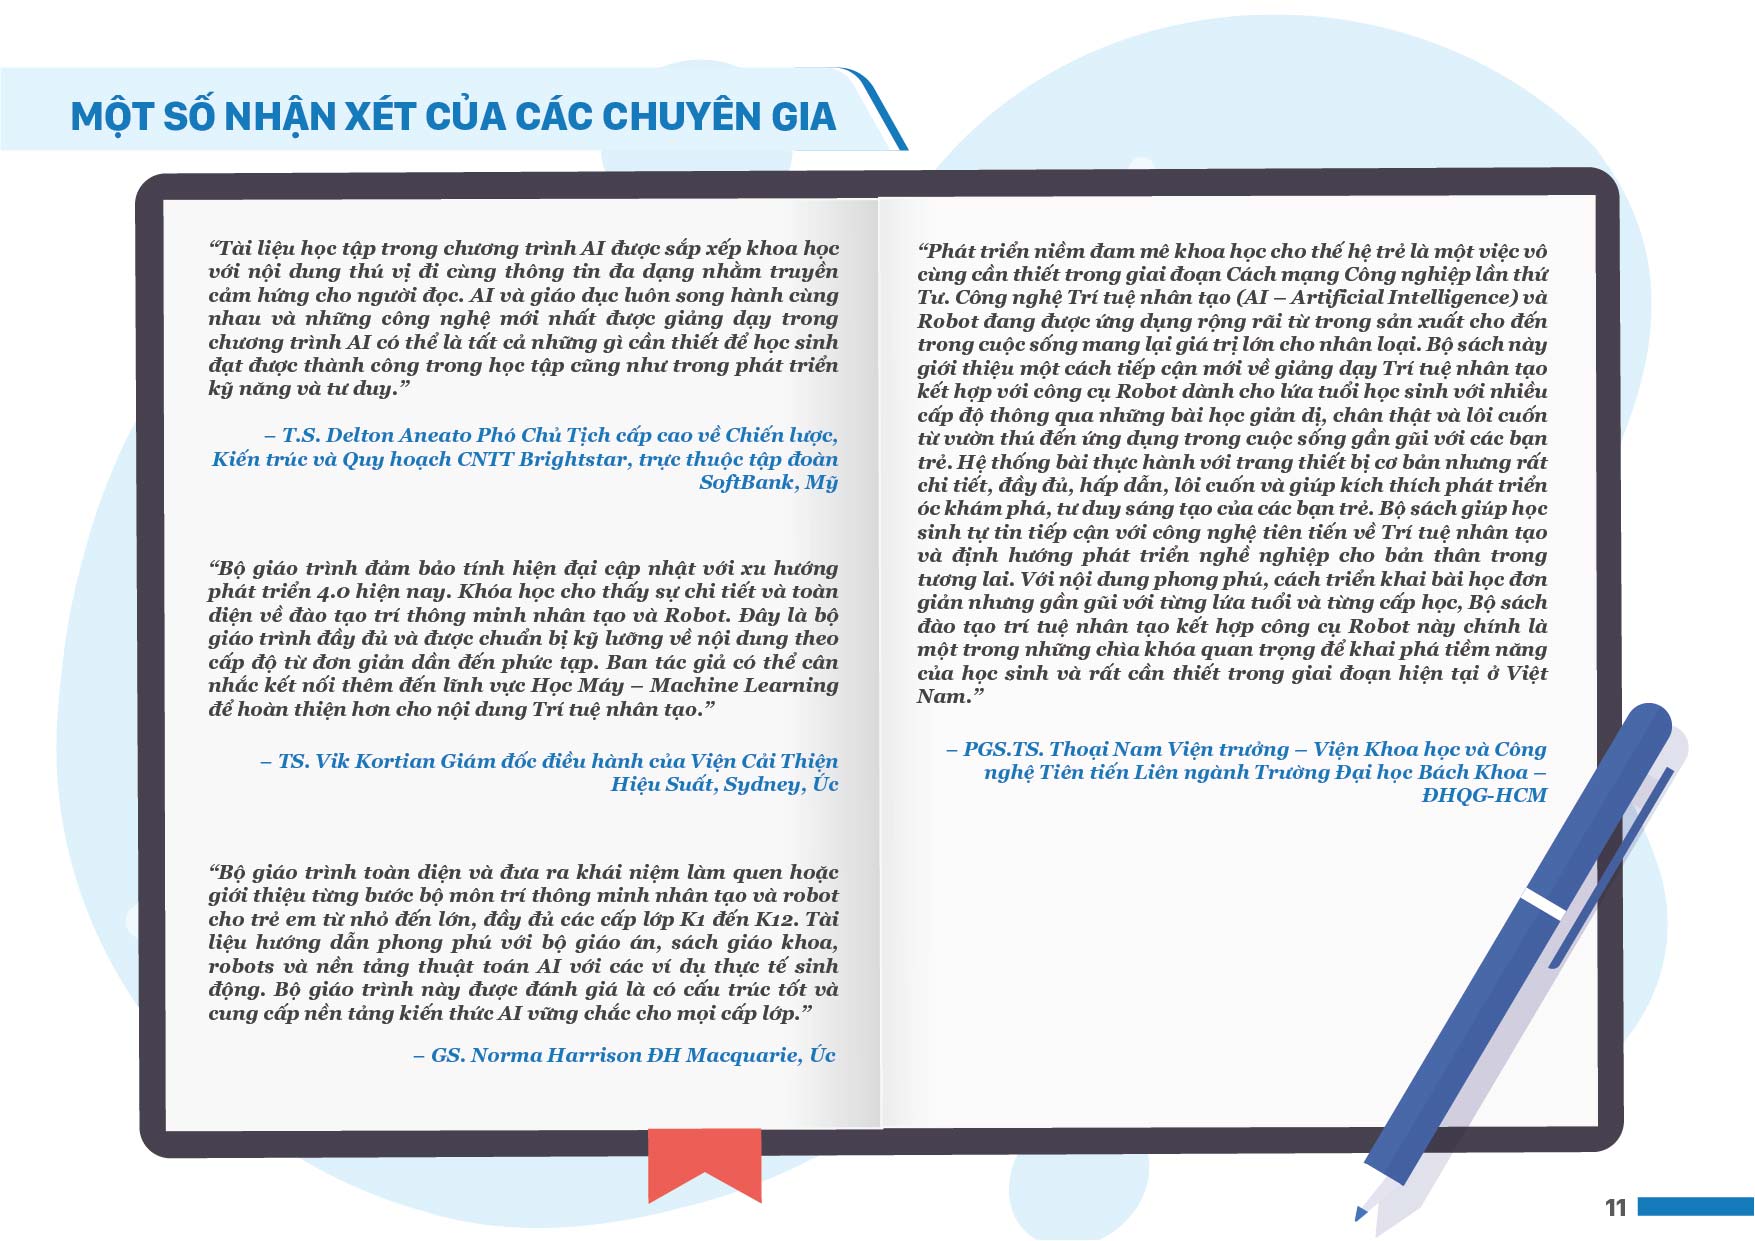 MỘT SỐ NHẬN XÉT CỦA CÁC CHUYÊN GIA
“Tài liệu học tập trong chương trình AI được sắp xếp khoa học
với nội dung thú vị đi cùng thông tin đa dạng nhằm truyền
cảm hứng cho người đọc. AI và giáo dục luôn song hành cùng
nhau và những công nghệ mới nhất được giảng dạy trong
chương trình AI có thể là tất cả những gì cần thiết để học sinh
đạt được thành công trong học tập cũng như trong phát triển
kỹ năng và tư duy.”
– T.S. Delton Aneato Phó Chủ Tịch cấp cao về Chiến lược,
Kiến trúc và Quy hoạch CNTT Brightstar, trực thuộc tập đoàn
SoftBank, Mỹ
“Bộ giáo trình đảm bảo tính hiện đại cập nhật với xu hướng
phát triển 4.0 hiện nay. Khóa học cho thấy sự chi tiết và toàn
diện về đào tạo trí thông minh nhân tạo và Robot. Đây là bộ
giáo trình đầy đủ và được chuẩn bị kỹ lưỡng về nội dung theo
cấp độ từ đơn giản dần đến phức tạp. Ban tác giả có thể cân
nhắc kết nối thêm đến lĩnh vực Học Máy – Machine Learning
để hoàn thiện hơn cho nội dung Trí tuệ nhân tạo.”
– TS. Vik Kortian Giám đốc điều hành của Viện Cải Thiện
Hiệu Suất, Sydney, Úc
“Bộ giáo trình toàn diện và đưa ra khái niệm làm quen hoặc
giới thiệu từng bước bộ môn trí thông minh nhân tạo và robot
cho trẻ em từ nhỏ đến lớn, đầy đủ các cấp lớp K1 đến K12. Tài
liệu hướng dẫn phong phú với bộ giáo án, sách giáo khoa,
robots và nền tảng thuật toán AI với các ví dụ thực tế sinh
động. Bộ giáo trình này được đánh giá là có cấu trúc tốt và
cung cấp nền tảng kiến thức AI vững chắc cho mọi cấp lớp.”
– GS. Norma Harrison ĐH Macquarie, Úc
“Phát triển niềm đam mê khoa học cho thế hệ trẻ là một việc vô
cùng cần thiết trong giai đoạn Cách mạng Công nghiệp lần thứ
Tư. Công nghệ Trí tuệ nhân tạo (AI – Artificial Intelligence) và
Robot đang được ứng dụng rộng rãi từ trong sản xuất cho đến
trong cuộc sống mang lại giá trị lớn cho nhân loại. Bộ sách này
giới thiệu một cách tiếp cận mới về giảng dạy Trí tuệ nhân tạo
kết hợp với công cụ Robot dành cho lứa tuổi học sinh với nhiều
cấp độ thông qua những bài học giản dị, chân thật và lôi cuốn
từ vườn thú đến ứng dụng trong cuộc sống gần gũi với các bạn
trẻ. Hệ thống bài thực hành với trang thiết bị cơ bản nhưng rất
chi tiết, đầy đủ, hấp dẫn, lôi cuốn và giúp kích thích phát triển
óc khám phá, tư duy sáng tạo của các bạn trẻ. Bộ sách giúp học
sinh tự tin tiếp cận với công nghệ tiên tiến về Trí tuệ nhân tạo
và định hướng phát triển nghề nghiệp cho bản thân trong
tương lai. Với nội dung phong phú, cách triển khai bài học đơn
giản nhưng gần gũi với từng lứa tuổi và từng cấp học, Bộ sách
đào tạo trí tuệ nhân tạo kết hợp công cụ Robot này chính là
một trong những chìa khóa quan trọng để khai phá tiềm năng
của học sinh và rất cần thiết trong giai đoạn hiện tại ở Việt
Nam.”
– PGS.TS. Thoại Nam Viện trưởng – Viện Khoa học và Công
nghệ Tiên tiến Liên ngành Trường Đại học Bách Khoa –
ĐHQG-HCM
11